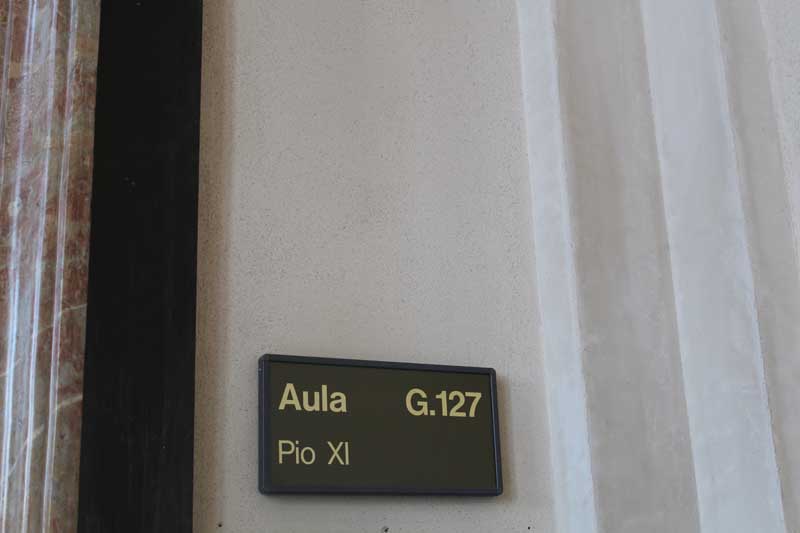 Aula G.127
Pio XI